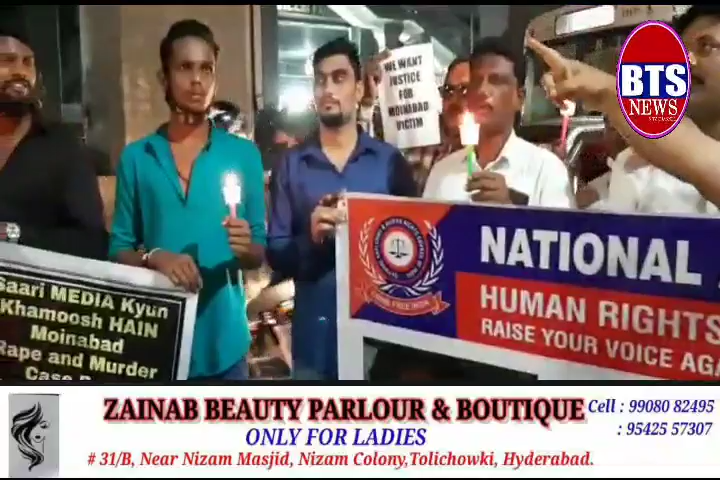 BTS
NEWS
WE WANT
JUSTICE
FOR
MOINABAD
VICTIM
Saari MEDIA Kyun
Khamoosh HAIN
Moinabad
Rape and Murder
NATIONAL
HUMAN RIGHTS
RAISE YOUR VOICE
ZAINAB BEAUTY PARLOUR & BOUTIQUE
Cell : 99080 82495
ONLY FOR LADIES
: 95425 57307
# 31/B, Near Nizam Masjid, Nizam Colony,Tolichowki, Hyderabad.